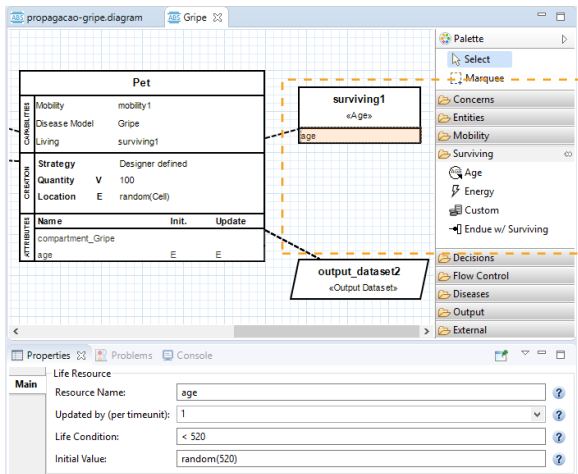 propagacao-gripe.diagram
Gripe
Palette
Select
Marquee
Concerns
Entities
Mobility
Surviving
Age
Energy
Custom
Endue w/ Surviving
Decisions
Flow Control
Diseases
Output
External
Pet
CAPABILITIES
Mobility mobility1
Disease Model Gripe
Living surviving1
CREATION
Strategy Designer defined
Quantity V 100
Location E random(Cell)
ATTRIBUTES
Name Init. Update
compartment_Gripe
age E E
surviving1
«Age»
age
output_dataset2
«Output Dataset»
Properties Problems Console
Main
Life Resource
Resource Name: age
Updated by (per timeunit): 1
Life Condition: < 520
Initial Value: random(520)